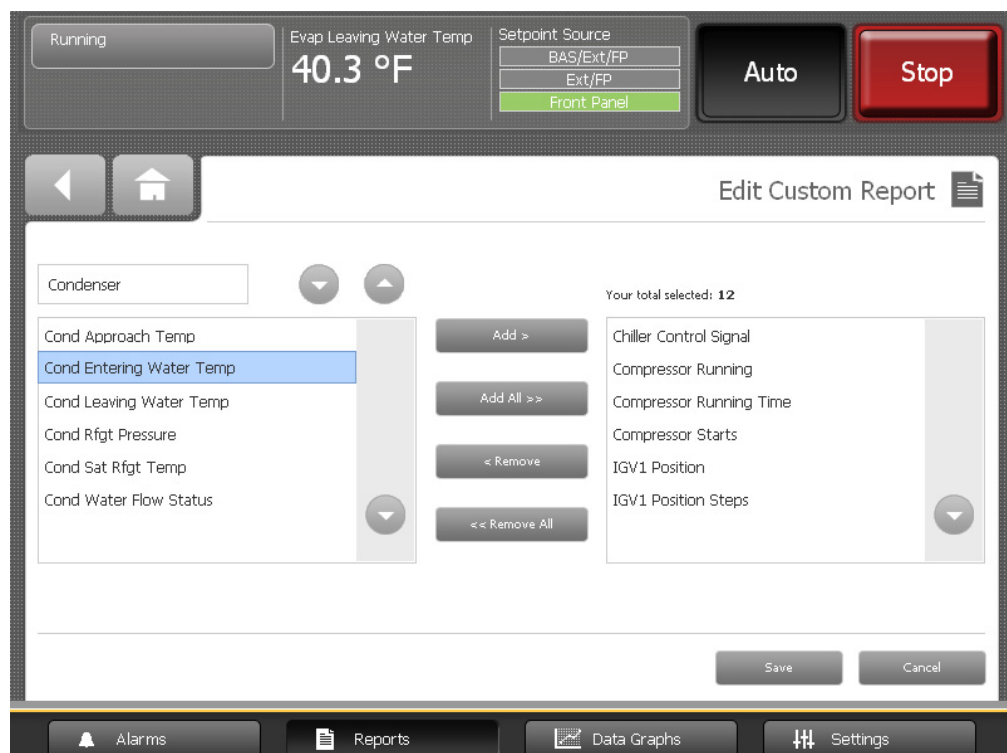 Running
Evap Leaving Water Temp
40.3 °F
Setpoint Source
BAS/Ext/FP
Ext/FP
Front Panel
Auto
Stop
Edit Custom Report
Condenser
Your total selected: 12
Cond Approach Temp
Cond Entering Water Temp
Cond Leaving Water Temp
Cond Rfgt Pressure
Cond Sat Rfgt Temp
Cond Water Flow Status
Add >
Add All >>
< Remove
<< Remove All
Chiller Control Signal
Compressor Running
Compressor Running Time
Compressor Starts
IGV1 Position
IGV1 Position Steps
Save
Cancel
Alarms
Reports
Data Graphs
Settings